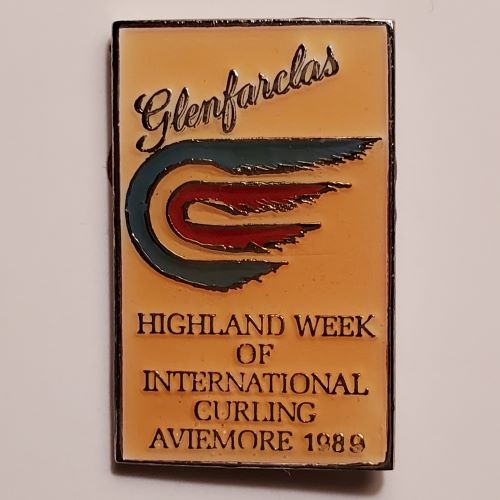 Glenfarclas
HIGHLAND WEEK
OF
INTERNATIONAL
CURLING
AVIEMORE 1989